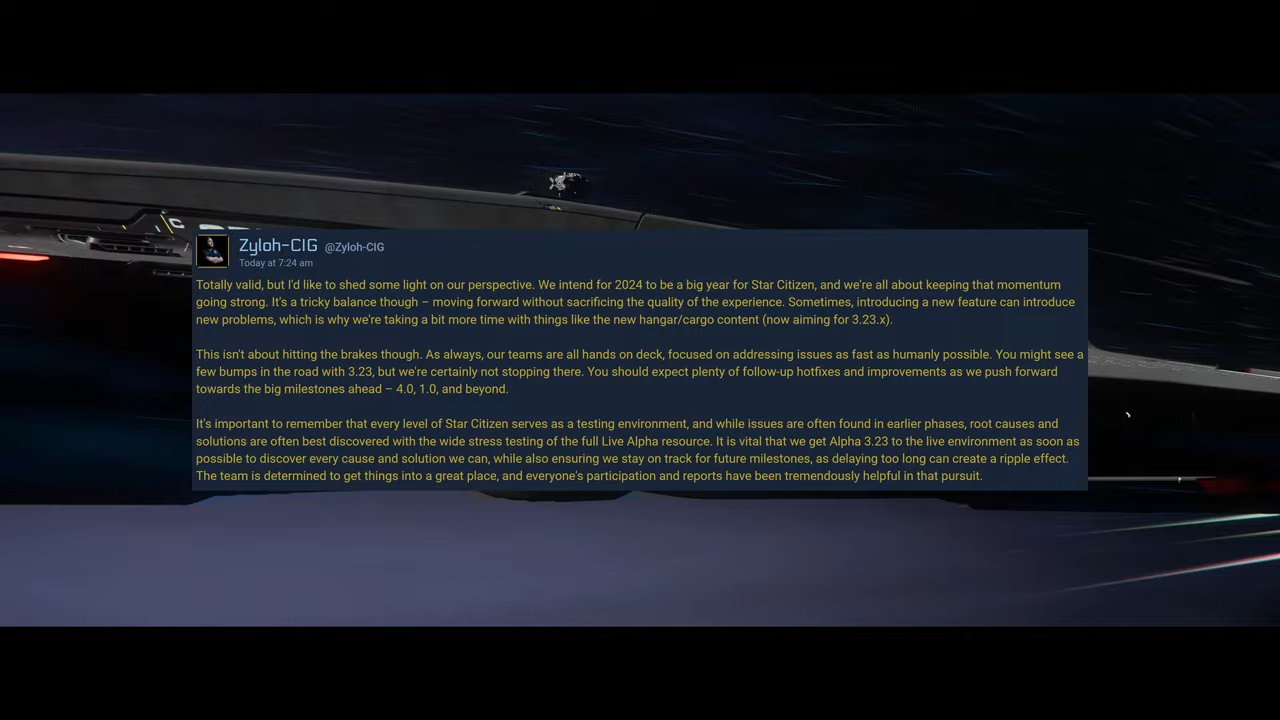 Zyloh-CIG @Zyloh-CIG
Today at 7:24 am
Totally valid, but I'd like to shed some light on our perspective. We intend for 2024 to be a big year for Star Citizen, and we're all about keeping that momentum
going strong. It's a tricky balance though – moving forward without sacrificing the quality of the experience. Sometimes, introducing a new feature can introduce
new problems, which is why we're taking a bit more time with things like the new hangar/cargo content (now aiming for 3.23.x).
This isn't about hitting the brakes though. As always, our teams are all hands on deck, focused on addressing issues as fast as humanly possible. You might see a
few bumps in the road with 3.23, but we're certainly not stopping there. You should expect plenty of follow-up hotfixes and improvements as we push forward
towards the big milestones ahead – 4.0, 1.0, and beyond.
It's important to remember that every level of Star Citizen serves as a testing environment, and while issues are often found in earlier phases, root causes and
solutions are often best discovered with the wide stress testing of the full Live Alpha resource. It is vital that we get Alpha 3.23 to the live environment as soon as
possible to discover every cause and solution we can, while also ensuring we stay on track for future milestones, as delaying too long can create a ripple effect.
The team is determined to get things into a great place, and everyone's participation and reports have been tremendously helpful in that pursuit.